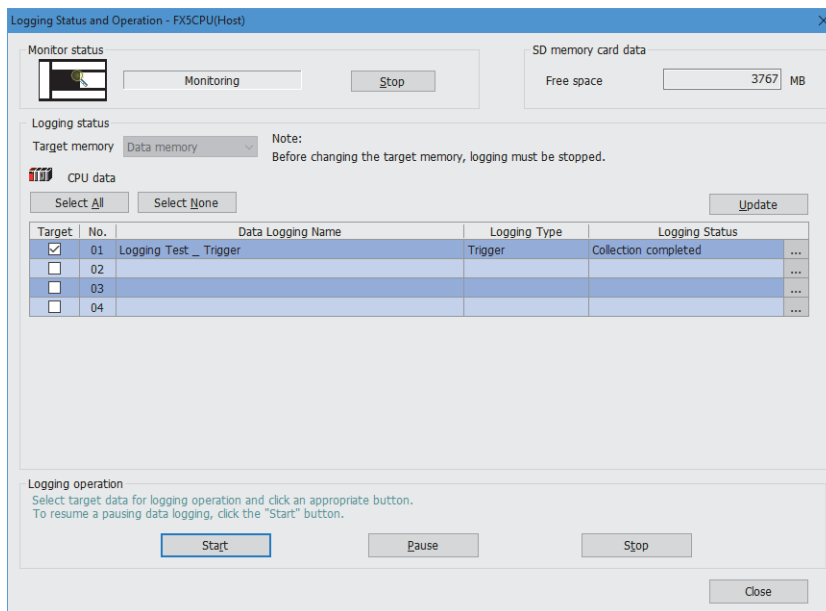 Logging Status and Operation - FX5CPU(Host)
Monitor status
Monitoring
Stop
SD memory card data
Free space
3767 MB
Logging status
Target memory Data memory
Note:
Before changing the target memory, logging must be stopped.
CPU data
Select All
Select None
Update
Target No. Data Logging Name Logging Type Logging Status
01 Logging Test _ Trigger Trigger Collection completed ...
02 ...
03 ...
04 ...
Logging operation
Select target data for logging operation and click an appropriate button.
To resume a pausing data logging, click the "Start" button.
Start
Pause
Stop
Close